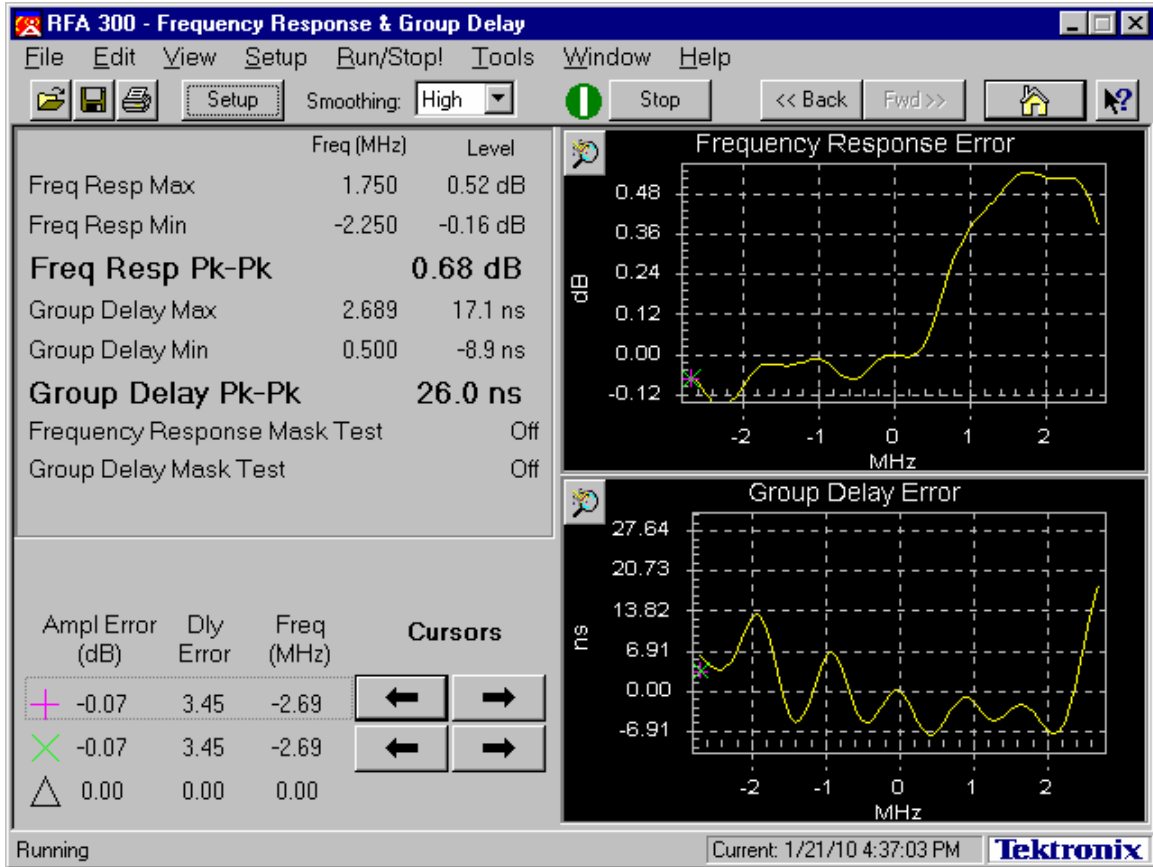 RFA 300 - Frequency Response & Group Delay
File Edit View Setup Run/Stop! Tools Window Help
Setup Smoothing: High Stop << Back Fwd >>
Freq (MHz) Level
Freq Resp Max 1.750 0.52 dB
Freq Resp Min -2.250 -0.16 dB
Freq Resp Pk-Pk 0.68 dB
Group Delay Max 2.689 17.1 ns
Group Delay Min 0.500 -8.9 ns
Group Delay Pk-Pk 26.0 ns
Frequency Response Mask Test Off
Group Delay Mask Test Off
Ampl Error (dB) Dly Error Freq (MHz) Cursors
-0.07 3.45 -2.69
-0.07 3.45 -2.69
0.00 0.00 0.00
Frequency Response Error
0.48
0.36
0.24
0.12
0.00
-0.12
dB
-2 -1 0 1 2
MHz
Group Delay Error
27.64
20.73
13.82
6.91
0.00
-6.91
ns
-2 -1 0 1 2
MHz
Running Current: 1/21/10 4:37:03 PM Tektronix